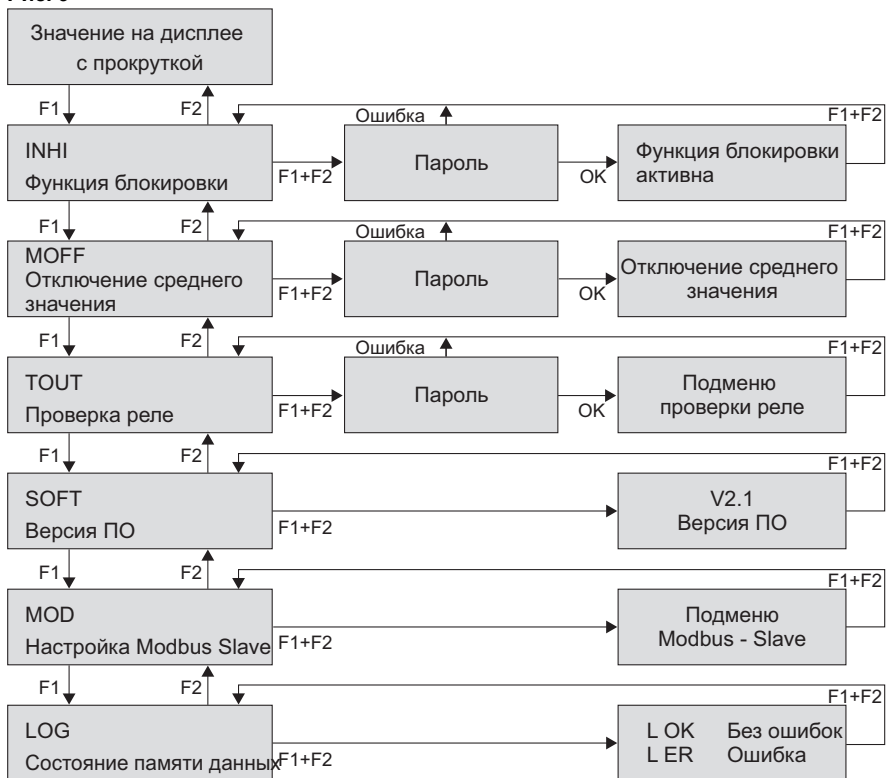 Значение на дисплее
с прокруткой
F1
F2
F1+F2
Ошибка
INHI
Функция блокировки
F1+F2
Пароль
OK
Функция блокировки
активна
F1
F2
F1+F2
Ошибка
MOFF
Отключение среднего
значения
F1+F2
Пароль
OK
Отключение среднего
значения
F1
F2
F1+F2
Ошибка
TOUT
Проверка реле
F1+F2
Пароль
OK
Подменю
проверки реле
F1
F2
F1+F2
SOFT
Версия ПО
F1+F2
V2.1
Версия ПО
F1
F2
F1+F2
MOD
Настройка Modbus Slave
F1+F2
Подменю
Modbus - Slave
F1
F2
F1+F2
LOG
Состояние памяти данных
F1+F2
L OK Без ошибок
L ER Ошибка